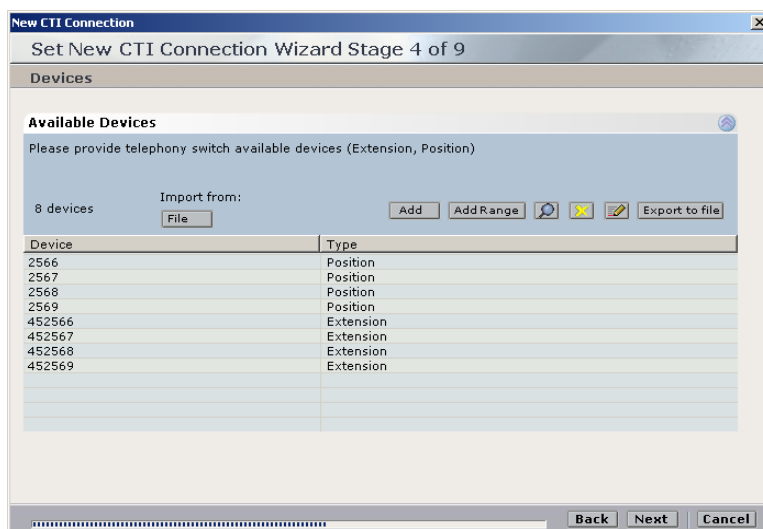 New CTI Connection
Set New CTI Connection Wizard Stage 4 of 9
Devices
Available Devices
Please provide telephony switch available devices (Extension, Position)
8 devices
Import from:
File
Add Add Range Export to file
Device Type
2566 Position
2567 Position
2568 Position
2569 Position
452566 Extension
452567 Extension
452568 Extension
452569 Extension
Back Next Cancel